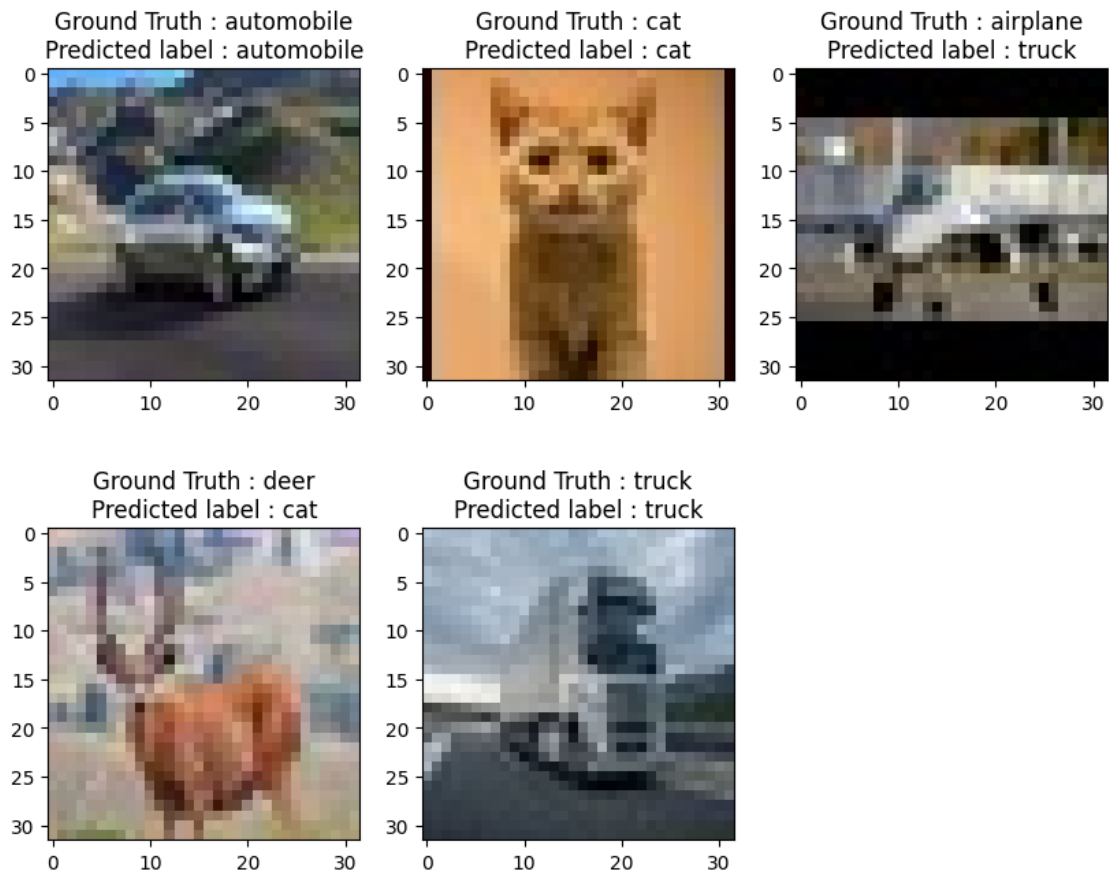 Ground Truth : automobile
Predicted label : automobile
Ground Truth : cat
Predicted label : cat
Ground Truth : airplane
Predicted label : truck
0
5
10
15
20
25
30
0 10 20 30
0
5
10
15
20
25
30
0 10 20 30
0
5
10
15
20
25
30
0 10 20 30
Ground Truth : deer
Predicted label : cat
Ground Truth : truck
Predicted label : truck
0
5
10
15
20
25
30
0 10 20 30
0
5
10
15
20
25
30
0 10 20 30